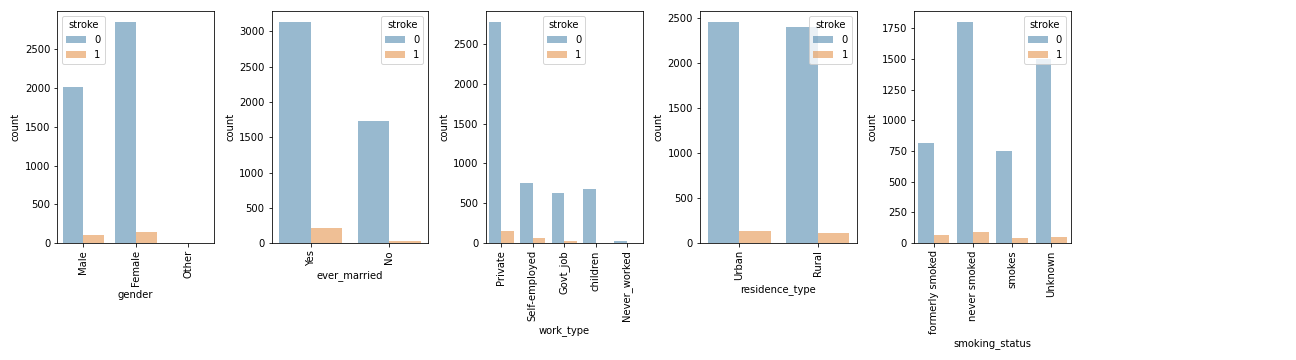 stroke
0
1
2500
2000
1500
1000
500
0
count
Male
Female
Other
gender
stroke
0
1
3000
2500
2000
1500
1000
500
0
count
Yes
No
ever_married
stroke
0
1
2500
2000
1500
1000
500
0
count
Private
Self-employed
Govt_job
children
Never_worked
work_type
stroke
0
1
2500
2000
1500
1000
500
0
count
Urban
Rural
residence_type
stroke
0
1
1750
1500
1250
1000
750
500
250
0
count
formerly smoked
never smoked
smokes
Unknown
smoking_status